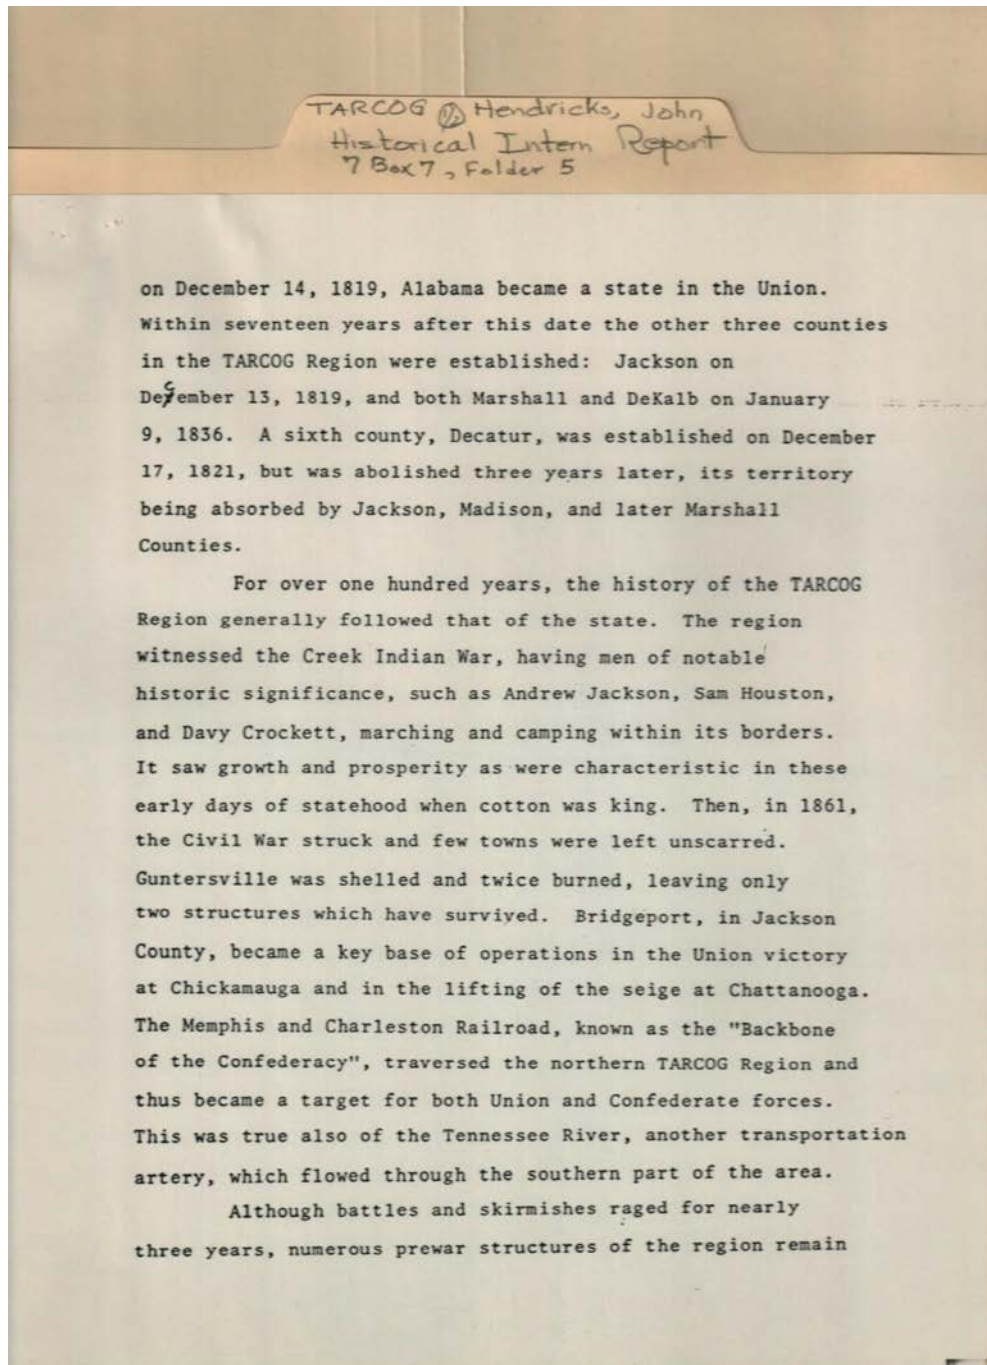 TARCOG Hendricks, John
Historical Intern Report
7 Box 7, Folder 5
on December 14, 1819, Alabama became a state in the Union.
Within seventeen years after this date the other three counties
in the TARCOG Region were established: Jackson on
December 13, 1819, and both Marshall and DeKalb on January
9, 1836. A sixth county, Decatur, was established on December
17, 1821, but was abolished three years later, its territory
being absorbed by Jackson, Madison, and later Marshall
Counties.
For over one hundred years, the history of the TARCOG
Region generally followed that of the state. The region
witnessed the Creek Indian War, having men of notable
historic significance, such as Andrew Jackson, Sam Houston,
and Davy Crockett, marching and camping within its borders.
It saw growth and prosperity as were characteristic in these
early days of statehood when cotton was king. Then, in 1861,
the Civil War struck and few towns were left unscarred.
Guntersville was shelled and twice burned, leaving only
two structures which have survived. Bridgeport, in Jackson
County, became a key base of operations in the Union victory
at Chickamauga and in the lifting of the seige at Chattanooga.
The Memphis and Charleston Railroad, known as the "Backbone
of the Confederacy", traversed the northern TARCOG Region and
thus became a target for both Union and Confederate forces.
This was true also of the Tennessee River, another transportation
artery, which flowed through the southern part of the area.
Although battles and skirmishes raged for nearly
three years, numerous prewar structures of the region remain